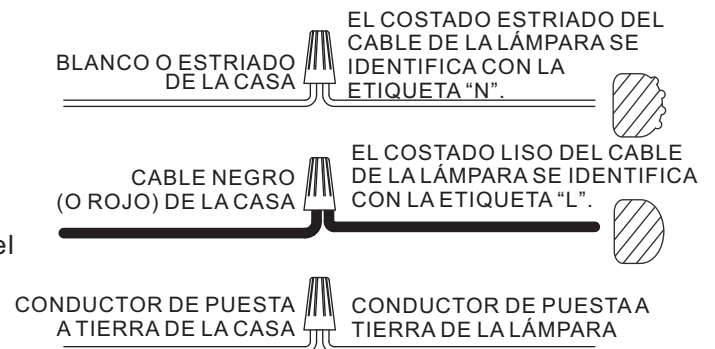 BLANCO O ESTRIADO
DE LA CASA
EL COSTADO ESTRIADO DEL
CABLE DE LA LÁMPARA SE
IDENTIFICA CON LA
ETIQUETA “N”.
CABLE NEGRO
(O ROJO) DE LA CASA
EL COSTADO LISO DEL CABLE
DE LA LÁMPARA SE IDENTIFICA
CON LA ETIQUETA “L”.
el
CONDUCTOR DE PUESTA
A TIERRA DE LA CASA
CONDUCTOR DE PUESTA A
TIERRA DE LA LÁMPARA